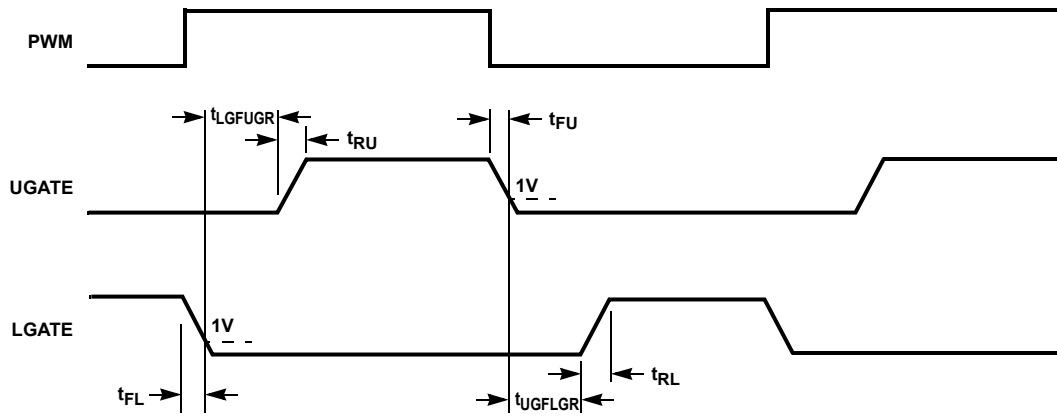 PWM
tLGFUGR
tRU
tFU
UGATE
1V
LGATE
1V
tFL
tRL
tUGFLGR